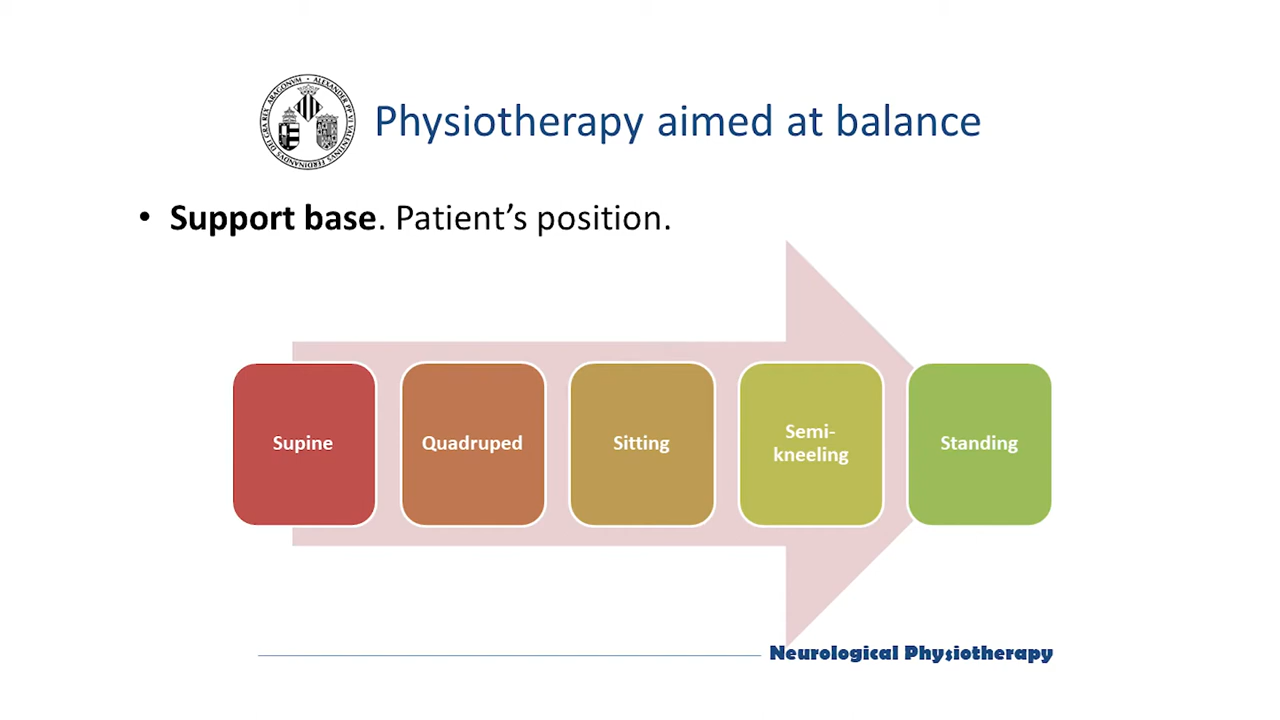 Physiotherapy aimed at balance
• Support base. Patient's position.
Supine
Quadruped
Sitting
Semi-
kneeling
Standing
Neurological Physiotherapy